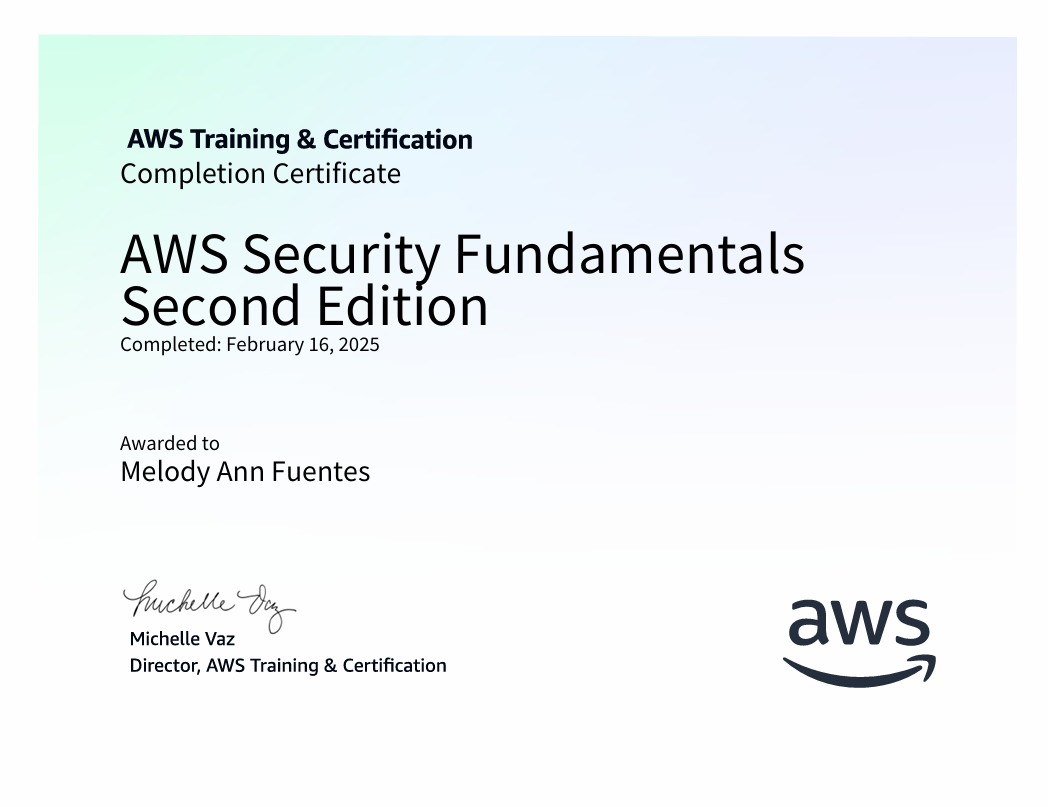 AWS Training & Certification
Completion Certificate
AWS Security Fundamentals
Second Edition
Completed: February 16, 2025
Awarded to
Melody Ann Fuentes
Michelle Vaz
Michelle Vaz
Director, AWS Training & Certification
aws